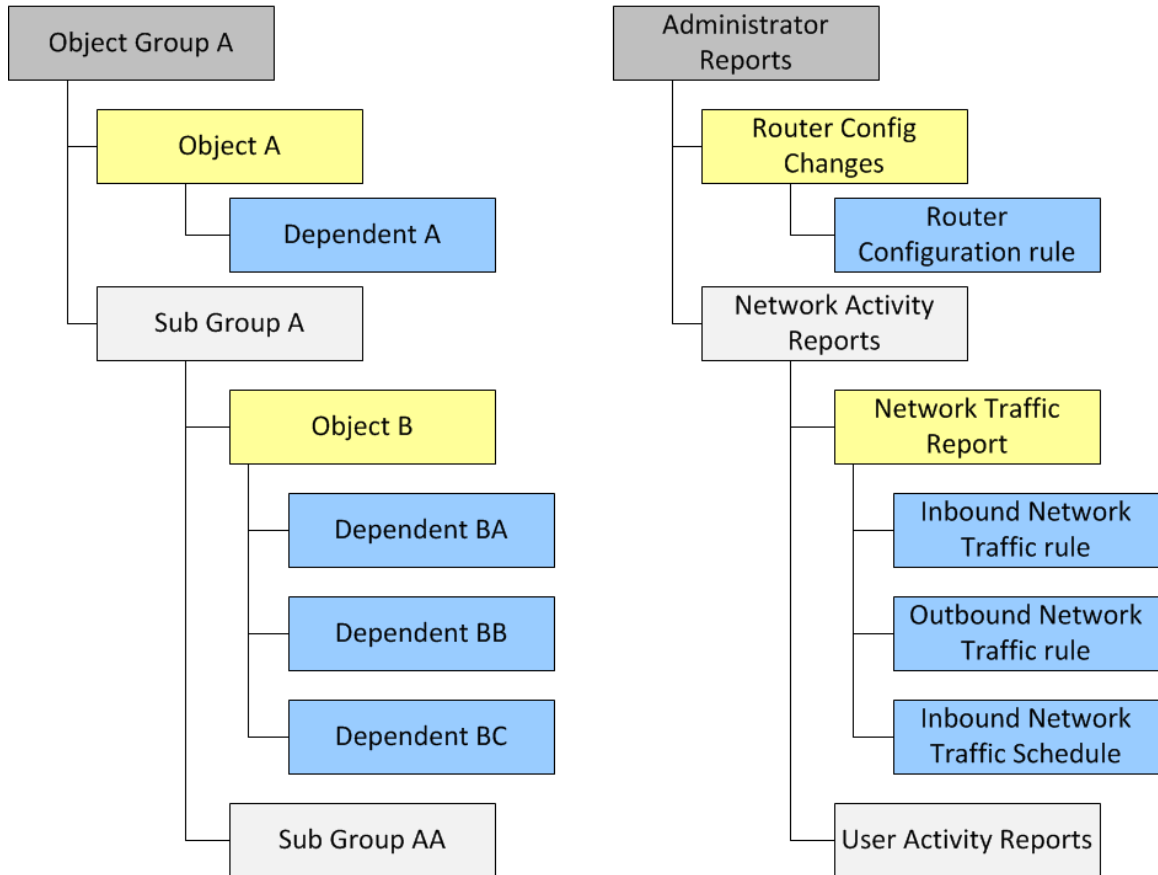 Object Group A
Object A
Dependent A
Sub Group A
Object B
Dependent BA
Dependent BB
Dependent BC
Sub Group AA
Administrator
Reports
Router Config
Changes
Router
Configuration rule
Network Activity
Reports
Network Traffic
Report
Inbound Network
Traffic rule
Outbound Network
Traffic rule
Inbound Network
Traffic Schedule
User Activity Reports